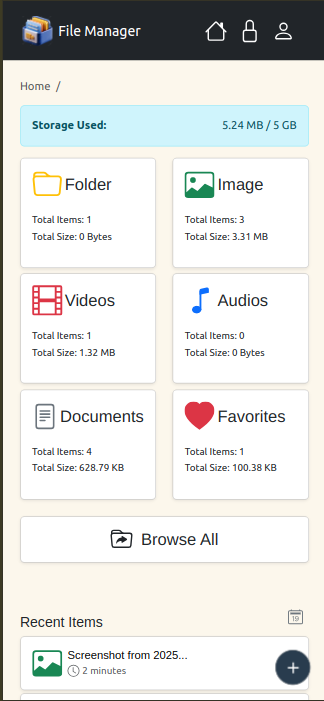 File Manager
Home /
Storage Used: 5.24 MB / 5 GB
Folder
Total Items: 1
Total Size: 0 Bytes
Image
Total Items: 3
Total Size: 3.31 MB
Videos
Total Items: 1
Total Size: 1.32 MB
Audios
Total Items: 0
Total Size: 0 Bytes
Documents
Total Items: 4
Total Size: 628.79 KB
Favorites
Total Items: 1
Total Size: 100.38 KB
Browse All
Recent Items
19
Screenshot from 2025...
2 minutes
+